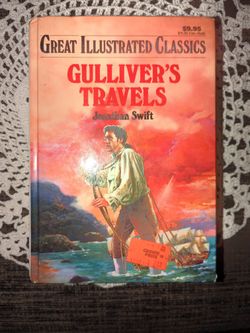 $9.95
GREAT ILLUSTRATED CLASSICS
GULLIVER'S
TRAVELS
Jonathan Swift